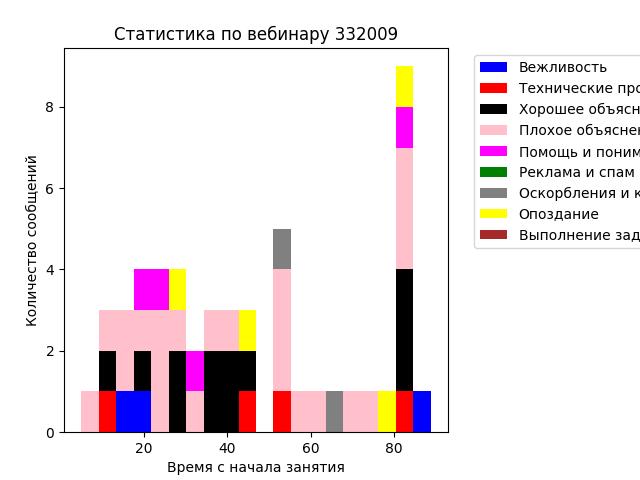 Статистика по вебинару 332009
Количество сообщений
8
6
4
2
0
20 40 60 80
Время с начала занятия
Вежливость
Технические про
Хорошее объясн
Плохое объяснен
Помощь и поним
Реклама и спам
Оскорбления и к
Опоздание
Выполнение зад